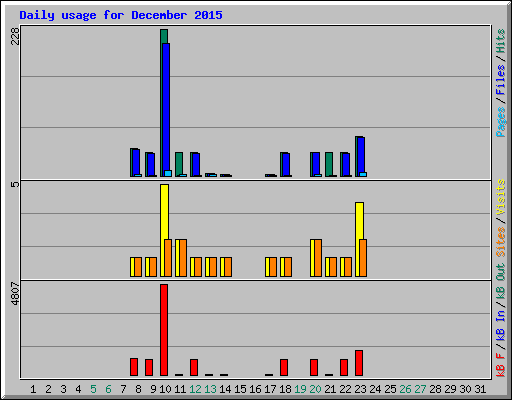 Daily usage for December 2015
228
5
4807
Pages / Files / Hits
Sites / Visits
kB F / kB In / kB Out
1 2 3 4 5 6 7 8 9 10 11 12 13 14 15 16 17 18 19 20 21 22 23 24 25 26 27 28 29 30 31